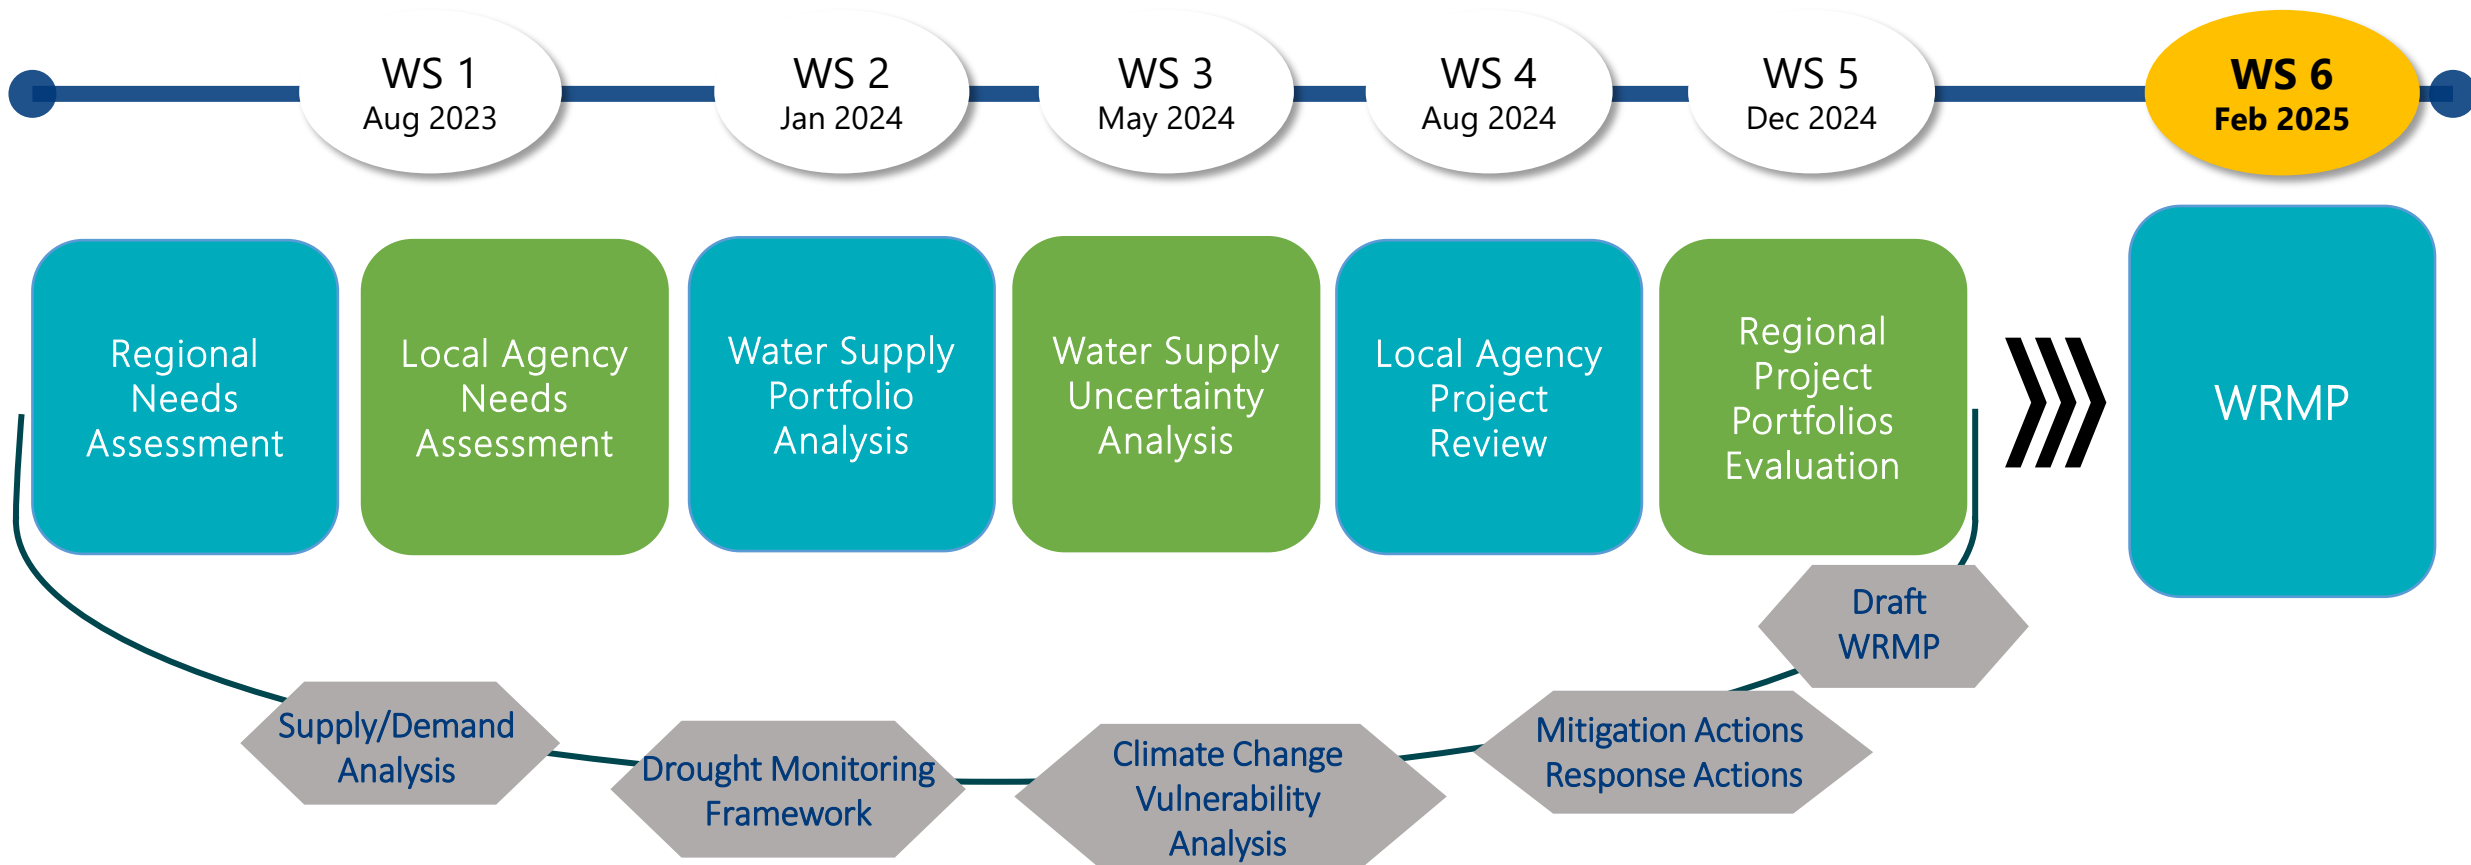 WS 1
Aug 2023
WS 2
Jan 2024
WS 3
May 2024
WS 4
Aug 2024
WS 5
Dec 2024
WS 6
Feb 2025
Regional
Needs
Assessment
Local Agency
Needs
Assessment
Water Supply
Portfolio
Analysis
Water Supply
Uncertainty
Analysis
Local Agency
Project
Review
Regional
Project
Portfolios
Evaluation
WRMP
Supply/Demand
Analysis
Drought Monitoring
Framework
Climate Change
Vulnerability
Analysis
Mitigation Actions
Response Actions
Draft
WRMP